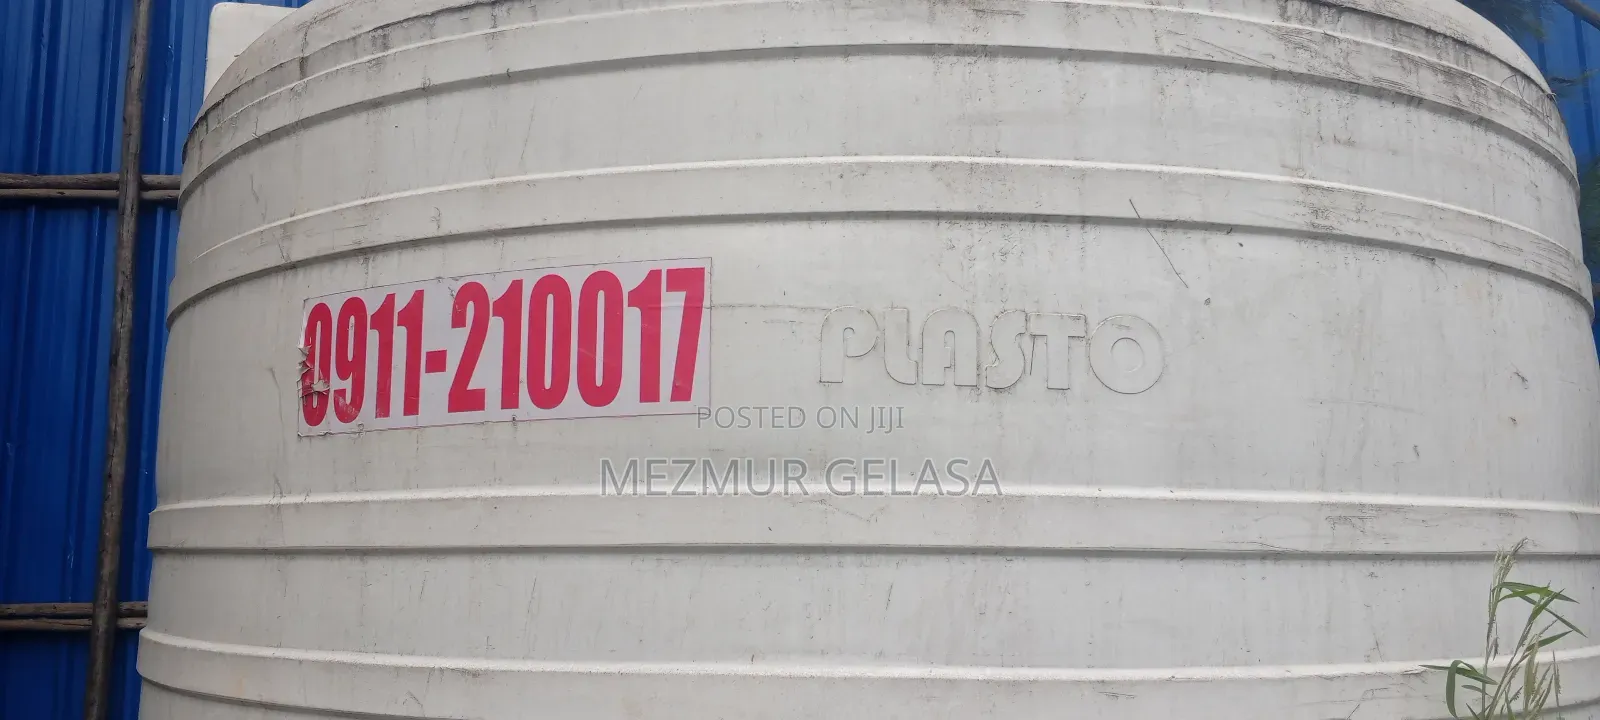 0911-210017
PLASTO
POSTED ON JIJI
MEZMUR GELASA